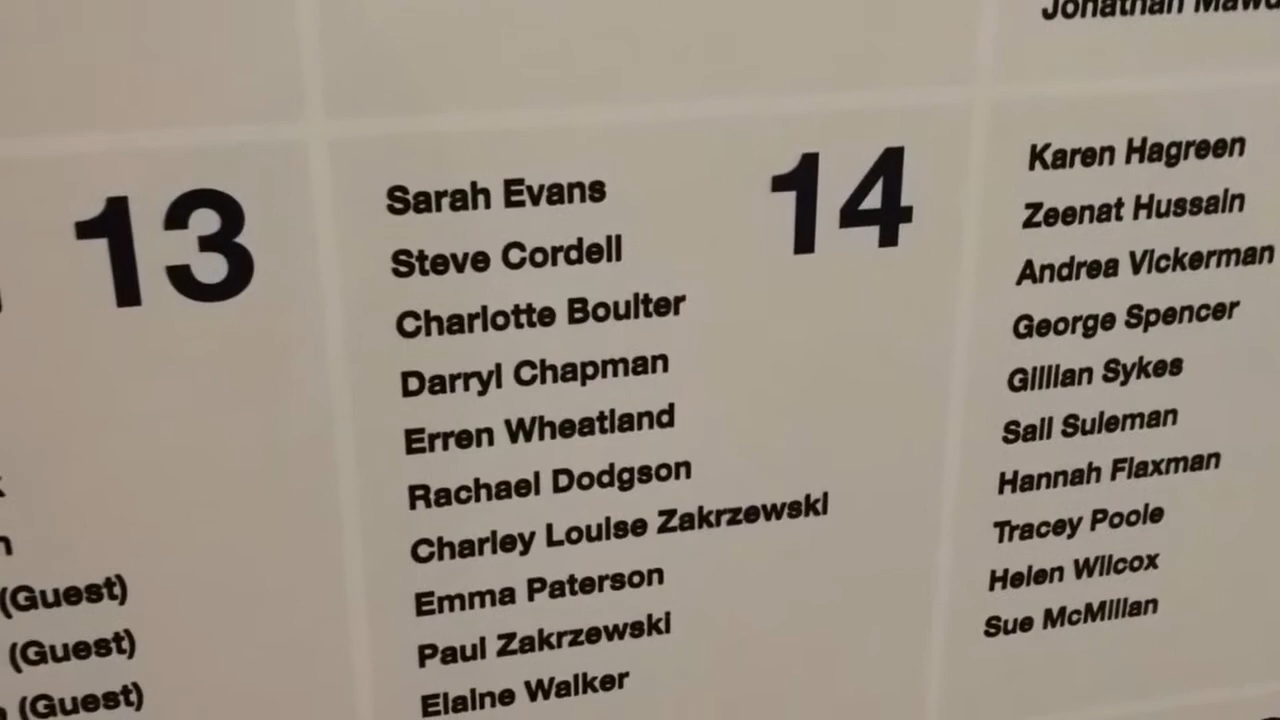 13
(Guest)
(Guest)
(Guest)
14
Sarah Evans
Steve Cordell
Charlotte Boulter
Darryl Chapman
Erren Wheatland
Rachael Dodgson
Charley Louise Zakrzewski
Emma Paterson
Paul Zakrzewski
Elaine Walker
Jonathan
Karen Hagreen
Zeenat Hussain
Andrea Vickerman
George Spencer
Gillian Sykes
Sall Suleman
Hannah Flaxman
Tracey Poole
Helen Wilcox
Sue McMillan